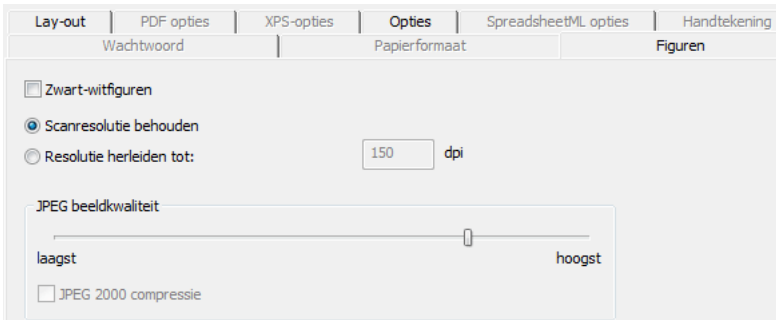 Lay-out PDF opties XPS-opties Opties SpreadsheetML opties Handtekening
Wachtwoord Papierformaat Figuren
Zwart-witfiguren
Scanresolutie behouden
Resolutie herleiden tot: 150 dpi
JPEG beeldkwaliteit
laagst hoogst
JPEG 2000 compressie